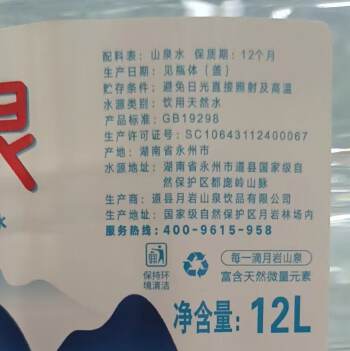 配料表：山泉水 保质期：12个月
生产日期：见瓶体（盖）
贮存条件：避免日光直接照射及高温
水源类别：饮用天然水
产品标准：GB19298
生产许可证号：SC10643112400067
产地：湖南省永州市
水源地址：湖南省永州市道县国家级自
然保护区都庞岭山脉
生产商：道县月岩山泉饮品有限公司
生产地址：国家级自然保护区月岩林场内
服务热线：400-9615-958
保持环
境清洁
每一滴月岩山泉
富含天然微量元素
净含量：12L
泉
水